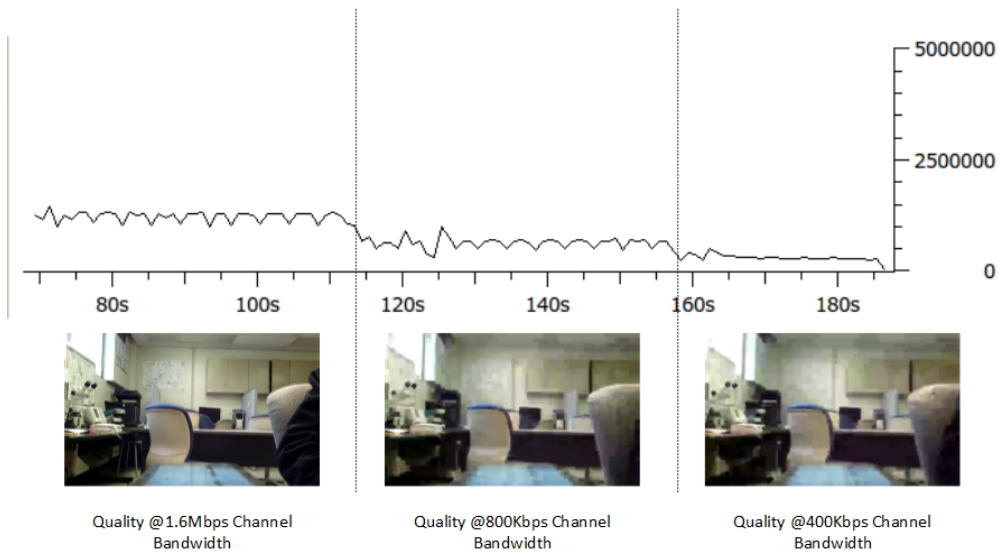 5000000
2500000
0
80s 100s 120s 140s 160s 180s
Quality @1.6Mbps Channel
Bandwidth
Quality @800Kbps Channel
Bandwidth
Quality @400Kbps Channel
Bandwidth